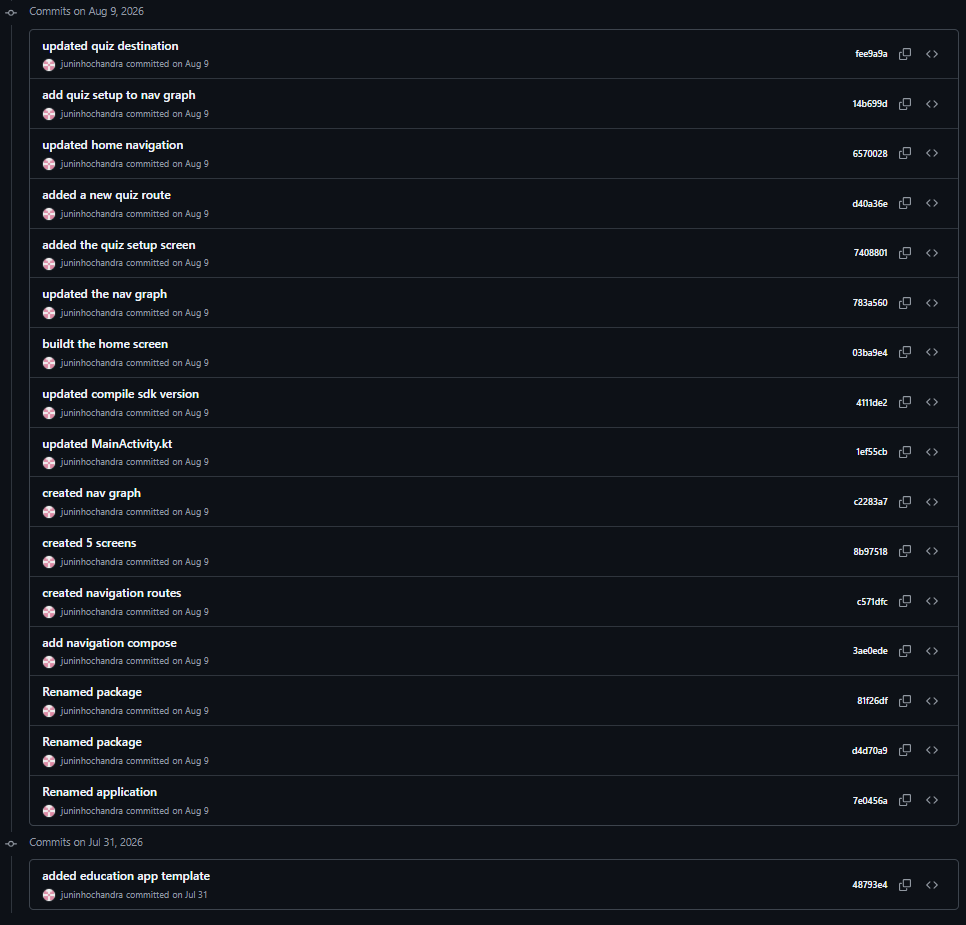 Commits on Aug 9, 2026
updated quiz destination
fee9a9a
juninhochandra committed on Aug 9
add quiz setup to nav graph
14b699d
juninhochandra committed on Aug 9
updated home navigation
6570028
juninhochandra committed on Aug 9
added a new quiz route
d40a36e
juninhochandra committed on Aug 9
added the quiz setup screen
7408801
juninhochandra committed on Aug 9
updated the nav graph
783a560
juninhochandra committed on Aug 9
buildt the home screen
03ba9e4
juninhochandra committed on Aug 9
updated compile sdk version
4111de2
juninhochandra committed on Aug 9
updated MainActivity.kt
1ef55cb
juninhochandra committed on Aug 9
created nav graph
c2283a7
juninhochandra committed on Aug 9
created 5 screens
8b97518
juninhochandra committed on Aug 9
created navigation routes
c571dfc
juninhochandra committed on Aug 9
add navigation compose
3ae0ede
juninhochandra committed on Aug 9
Renamed package
81f26df
juninhochandra committed on Aug 9
Renamed package
d4d70a9
juninhochandra committed on Aug 9
Renamed application
7e0456a
juninhochandra committed on Aug 9
Commits on Jul 31, 2026
added education app template
48793e4
juninhochandra committed on Jul 31